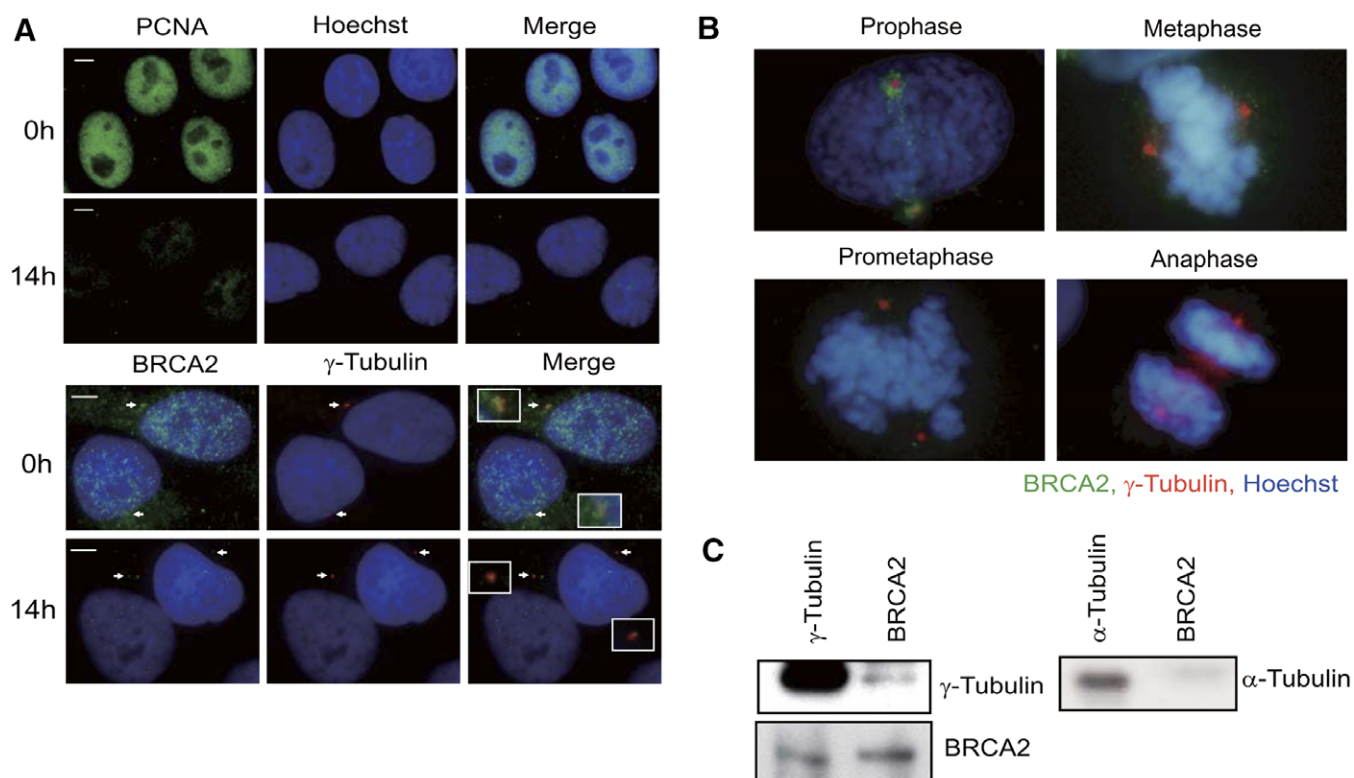 A
PCNA Hoechst Merge
0h
14h
BRCA2 γ-Tubulin Merge
0h
14h
B
Prophase Metaphase
Prometaphase Anaphase
BRCA2, γ-Tubulin, Hoechst
C
γ-Tubulin BRCA2 α-Tubulin BRCA2
γ-Tubulin α-Tubulin
BRCA2